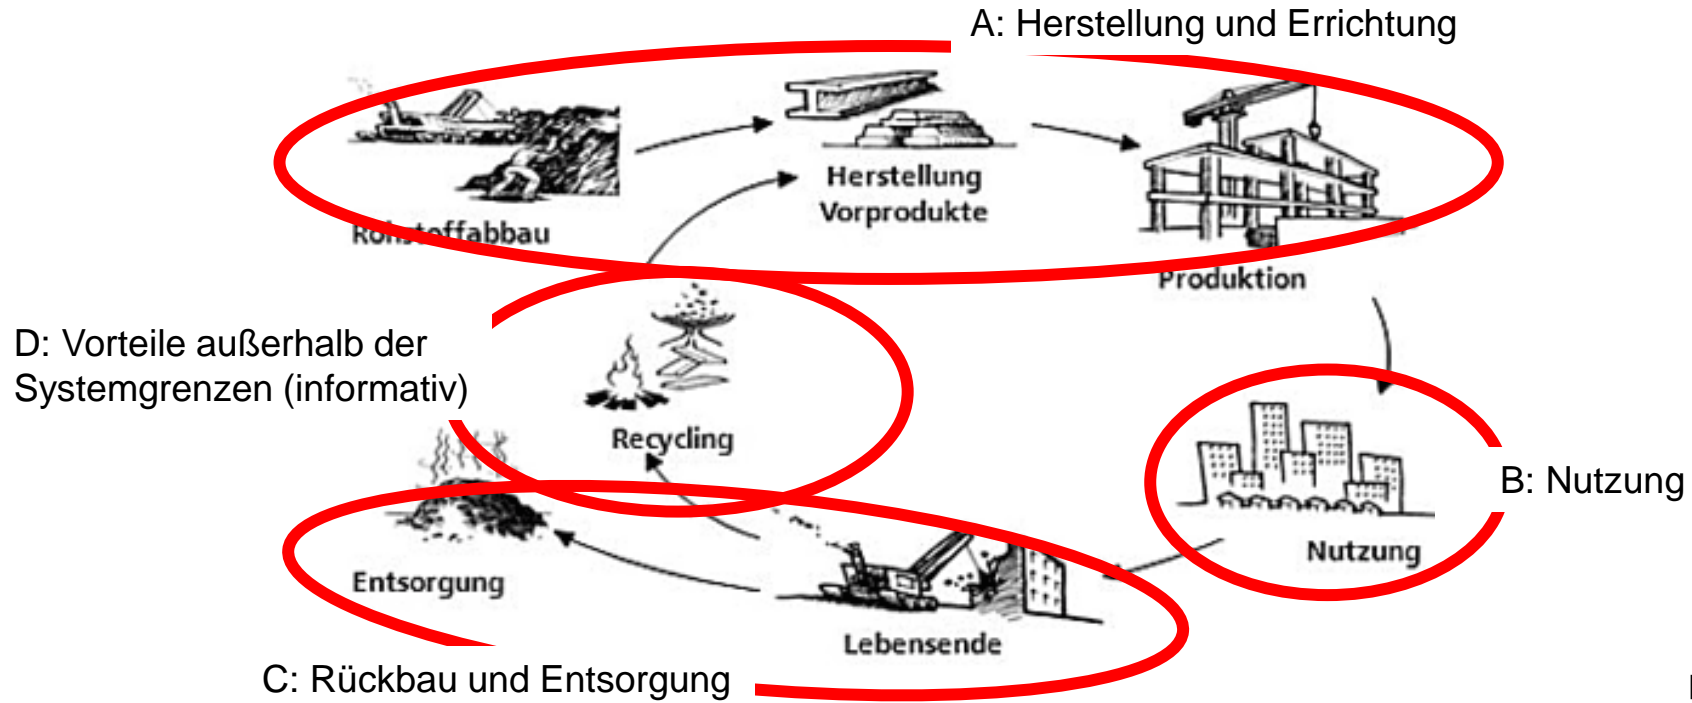 A: Herstellung und Errichtung
Herstellung
Vorprodukte
Rohstoffabbau
Produktion
D: Vorteile außerhalb der
Systemgrenzen (informativ)
Recycling
B: Nutzung
Nutzung
Entsorgung
Lebensende
C: Rückbau und Entsorgung